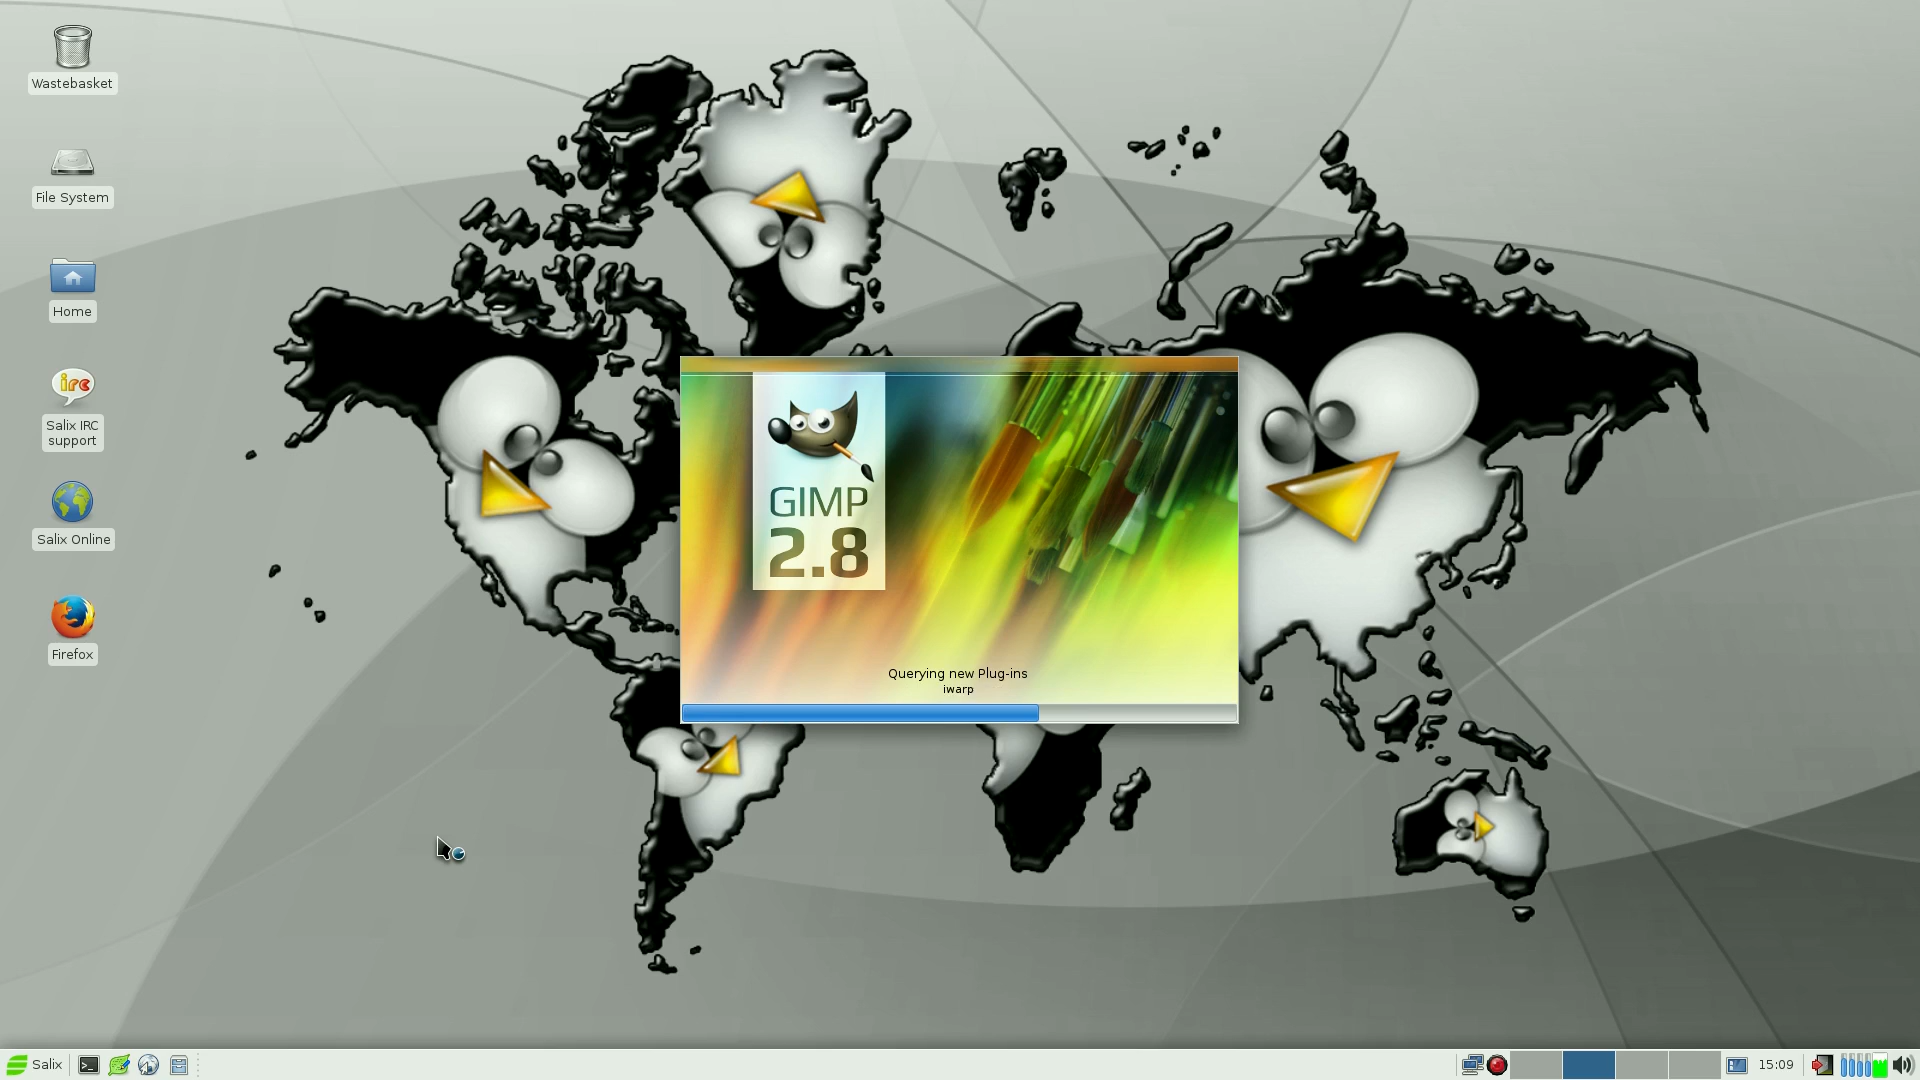 Wastebasket
File System
Home
irc
Salix IRC
support
Salix Online
Firefox
GIMP
2.8
Querying new Plug-ins
iwarp
Salix
15:09